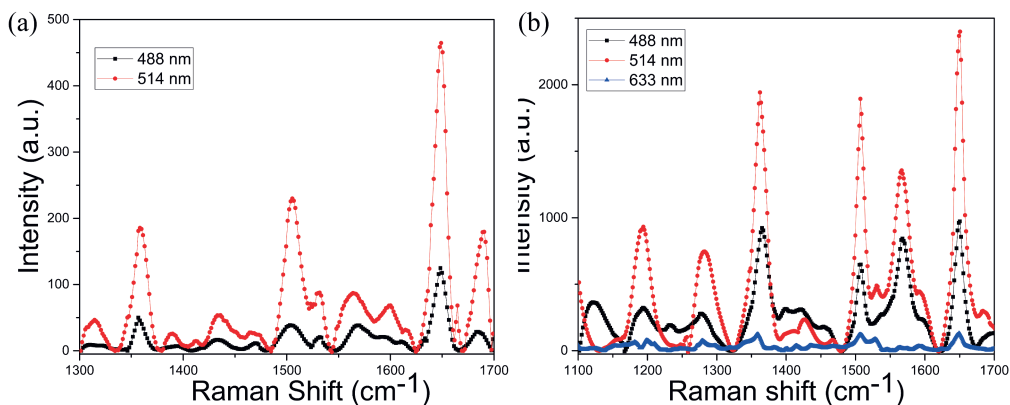 (a)
Intensity (a.u.)
500
400
300
200
100
0
488 nm
514 nm
1300
1400
1500
1600
1700
Raman Shift (cm-1)
(b)
Intensity (a.u.)
2000
1000
0
488 nm
514 nm
633 nm
1100
1200
1300
1400
1500
1600
1700
Raman shift (cm-1)